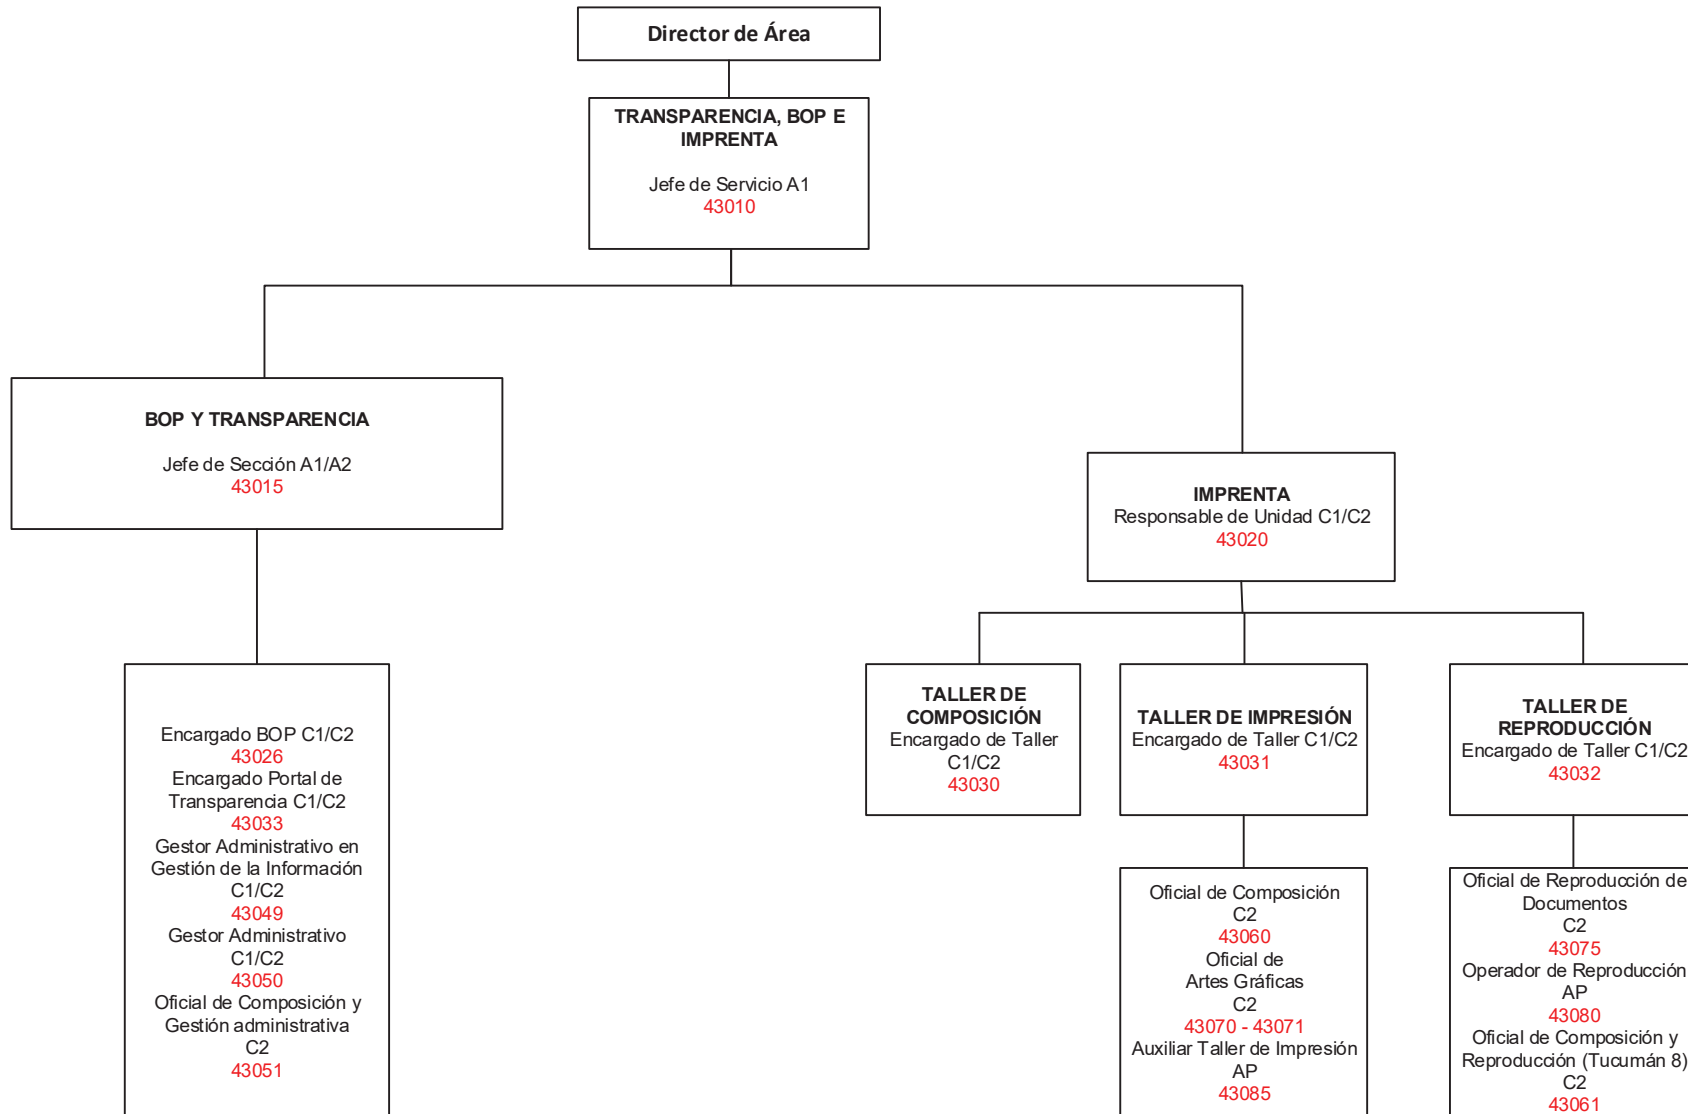 Director de Área
TRANSPARENCIA, BOP E
IMPRENTA
Jefe de Servicio A1
43010
BOP Y TRANSPARENCIA
Jefe de Sección A1/A2
43015
IMPRENTA
Responsable de Unidad C1/C2
43020
Encargado BOP C1/C2
43026
Encargado Portal de
Transparencia C1/C2
43033
Gestor Administrativo en
Gestión de la Información
C1/C2
43049
Gestor Administrativo
C1/C2
43050
Oficial de Composición y
Gestión administrativa
C2
43051
TALLER DE
COMPOSICIÓN
Encargado de Taller
C1/C2
43030
TALLER DE IMPRESIÓN
Encargado de Taller C1/C2
43031
TALLER DE
REPRODUCCIÓN
Encargado de Taller C1/C2
43032
Oficial de Composición
C2
43060
Oficial de
Artes Gráficas
C2
43070 - 43071
Auxiliar Taller de Impresión
AP
43085
Oficial de Reproducción de
Documentos
C2
43075
Operador de Reproducción
AP
43080
Oficial de Composición y
Reproducción (Tucumán 8)
C2
43061